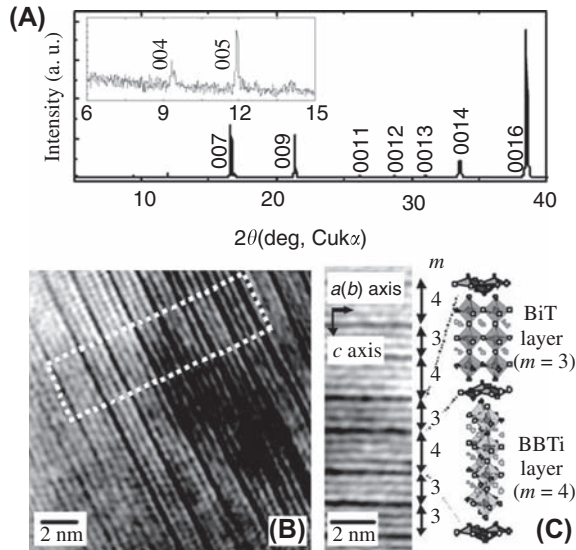 (A)
Intensity (a. u.)
004
005
6 9 12 15
007
009
0011
0012
0013
0014
0016
10 20 30 40
2θ(deg, Cukα)
m
a(b) axis
c axis
4
3
4
3
4
3
3
BiT
layer
(m = 3)
BBTi
layer
(m = 4)
2 nm
(B)
2 nm
(C)